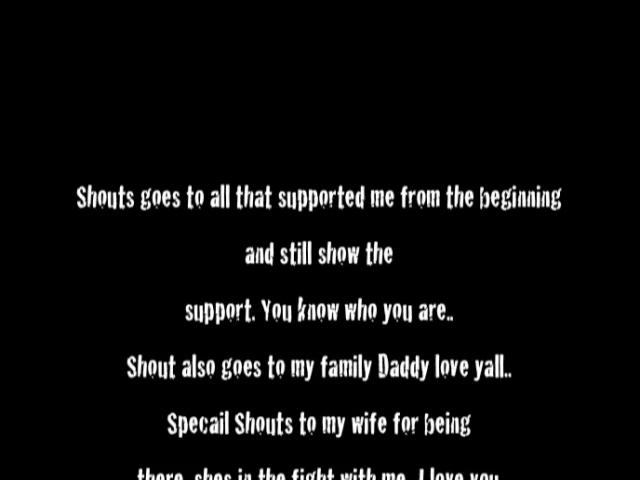 Shouts goes to all that supported me from the beginning
and still show the
support. You know who you are..
Shout also goes to my family Daddy love yall..
Specail Shouts to my wife for being
there, shes in the fight with me. I love you